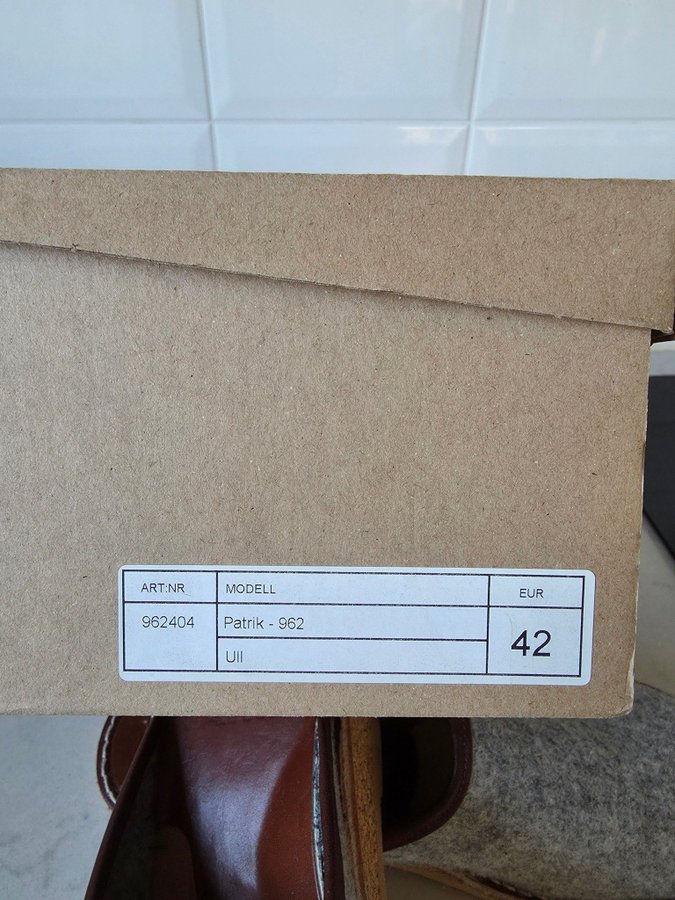 ART:NR MODELL EUR
962404 Patrik - 962 42
Ull